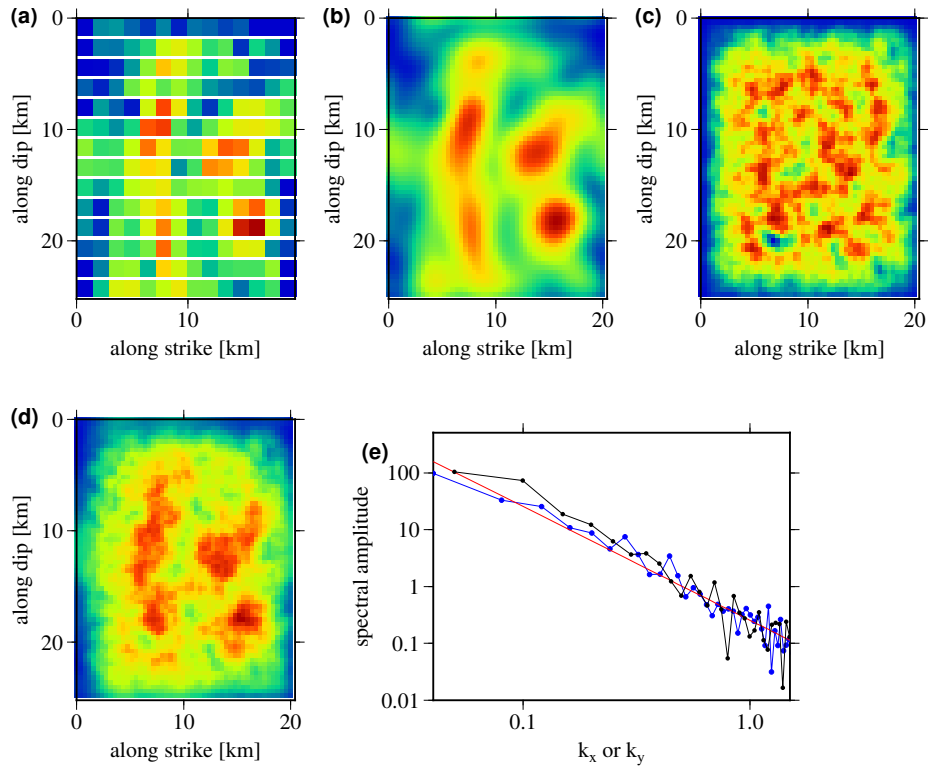 (a)
0
10
20
along dip [km]
0
10
along strike [km]
(b)
0
10
20
along dip [km]
0
10
20
along strike [km]
(c)
0
10
20
along dip [km]
0
10
20
along strike [km]
(d)
0
10
20
along dip [km]
0
10
20
along strike [km]
(e)
100
10
1
0.1
0.01
spectral amplitude
0.1
1.0
kx or ky